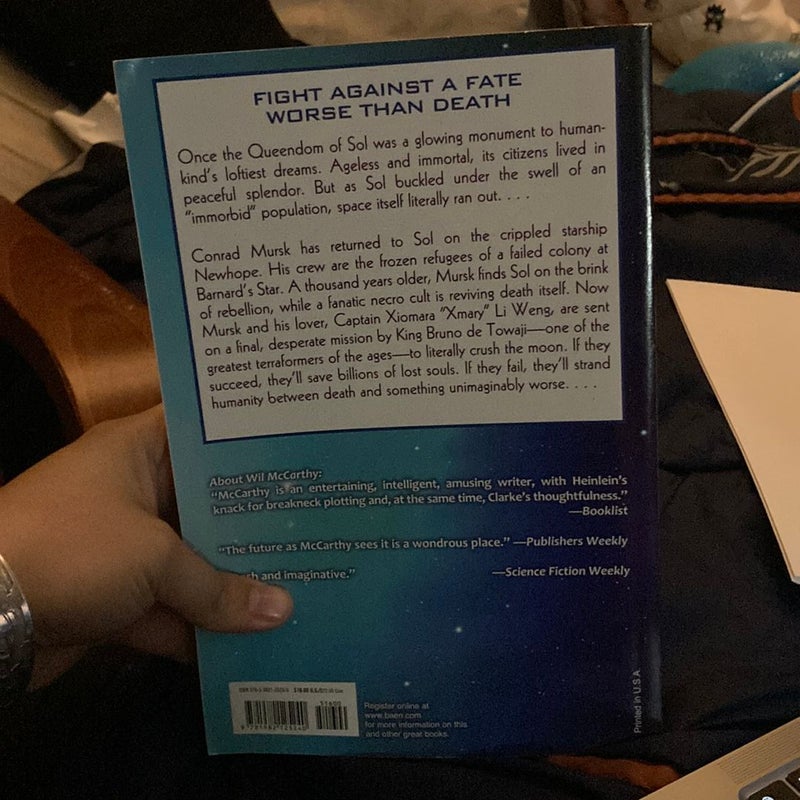 FIGHT AGAINST A FATE
WORSE THAN DEATH
Once the Queendom of Sol was a glowing monument to human-
kind's loftiest dreams. Ageless and immortal, its citizens lived in
peaceful splendor. But as Sol buckled under the swell of an
"immorbid" population, space itself literally ran out. . . .
Conrad Mursk has returned to Sol on the crippled starship
Newhope. His crew are the frozen refugees of a failed colony at
Barnard's Star. A thousand years older, Mursk finds Sol on the brink
of rebellion, while a fanatic necro cult is reviving death itself. Now
Mursk and his lover, Captain Xiomara "Xmary" Li Weng, are sent
on a final, desperate mission by King Bruno de Towaji—one of the
greatest terraformers of the ages—to literally crush the moon. If they
succeed, they'll save billions of lost souls. If they fail, they'll strand
humanity between death and something unimaginably worse. . . .
About Wil McCarthy:
"McCarthy is an entertaining, intelligent, amusing writer, with Heinlein's
knack for breakneck plotting and, at the same time, Clarke's thoughtfulness."
—Booklist
"The future as McCarthy sees it is a wondrous place." —Publishers Weekly
and imaginative." —Science Fiction Weekly
51600
Register online at
www.baen.com
for more information on this
and other great books.
Printed in U.S.A.